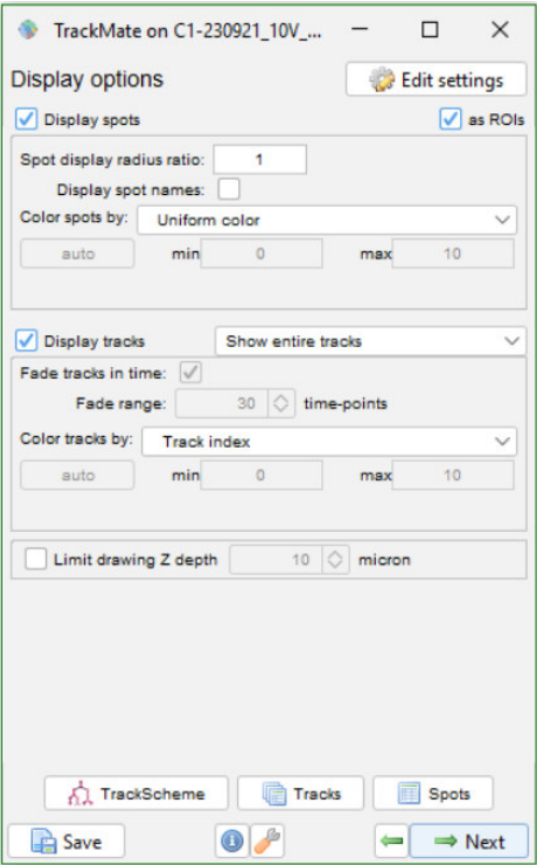 TrackMate on C1-230921_10V_...
Display options
Edit settings
Display spots
as ROIs
Spot display radius ratio: 1
Display spot names:
Color spots by: Uniform color
auto min 0 max 10
Display tracks Show entire tracks
Fade tracks in time:
Fade range: 30 time-points
Color tracks by: Track index
auto min 0 max 10
Limit drawing Z depth 10 micron
TrackScheme Tracks Spots
Save Next